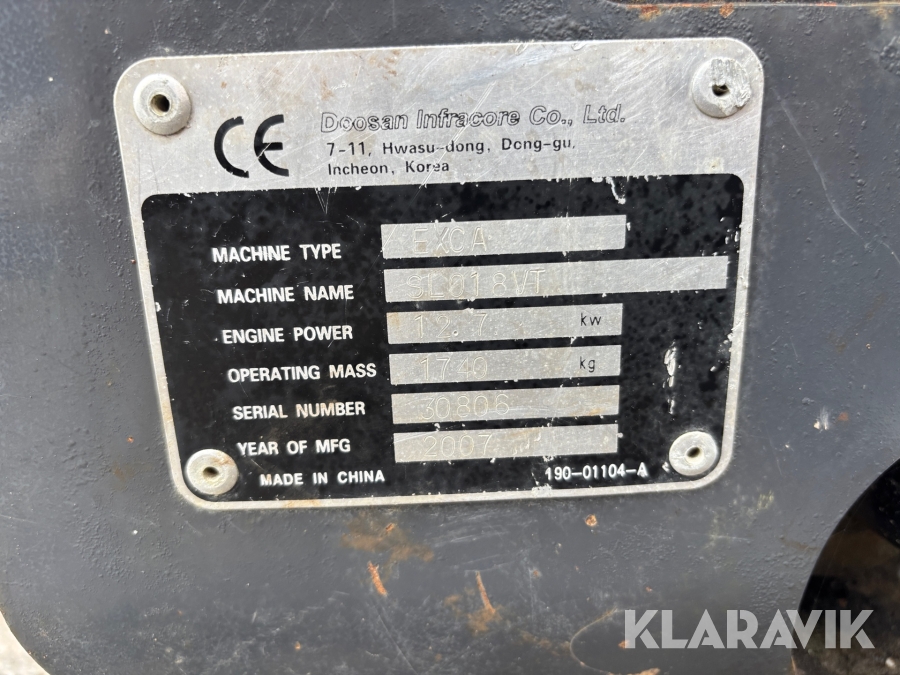 CE
Doosan Infracore Co., Ltd.
7-11, Hwasu-dong, Dong-gu,
Incheon, Korea
MACHINE TYPE EXCA
MACHINE NAME SL018VT
ENGINE POWER 12.7 kw
OPERATING MASS 1740 kg
SERIAL NUMBER 30806
YEAR OF MFG 2007
MADE IN CHINA 190-01104-A
KLARAVIK